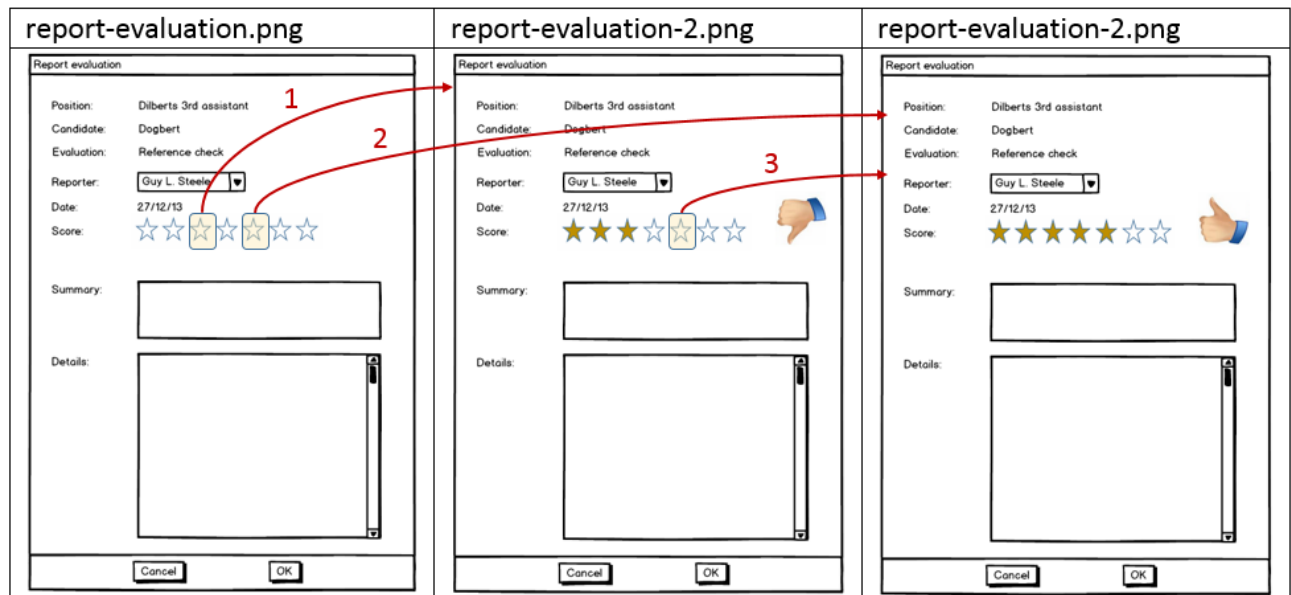 report-evaluation.png
report-evaluation-2.png
report-evaluation-2.png
Report evaluation
Position: Dilberts 3rd assistant
Candidate: Dogbert
Evaluation: Reference check
Reporter: Guy L. Steele
Date: 27/12/13
Score:
Summary:
Details:
Cancel OK
1
2
Report evaluation
Position: Dilberts 3rd assistant
Candidate: Dogbert
Evaluation: Reference check
Reporter: Guy L. Steele
Date: 27/12/13
Score:
Summary:
Details:
Cancel OK
3
Report evaluation
Position: Dilberts 3rd assistant
Candidate: Dogbert
Evaluation: Reference check
Reporter: Guy L. Steele
Date: 27/12/13
Score:
Summary:
Details:
Cancel OK